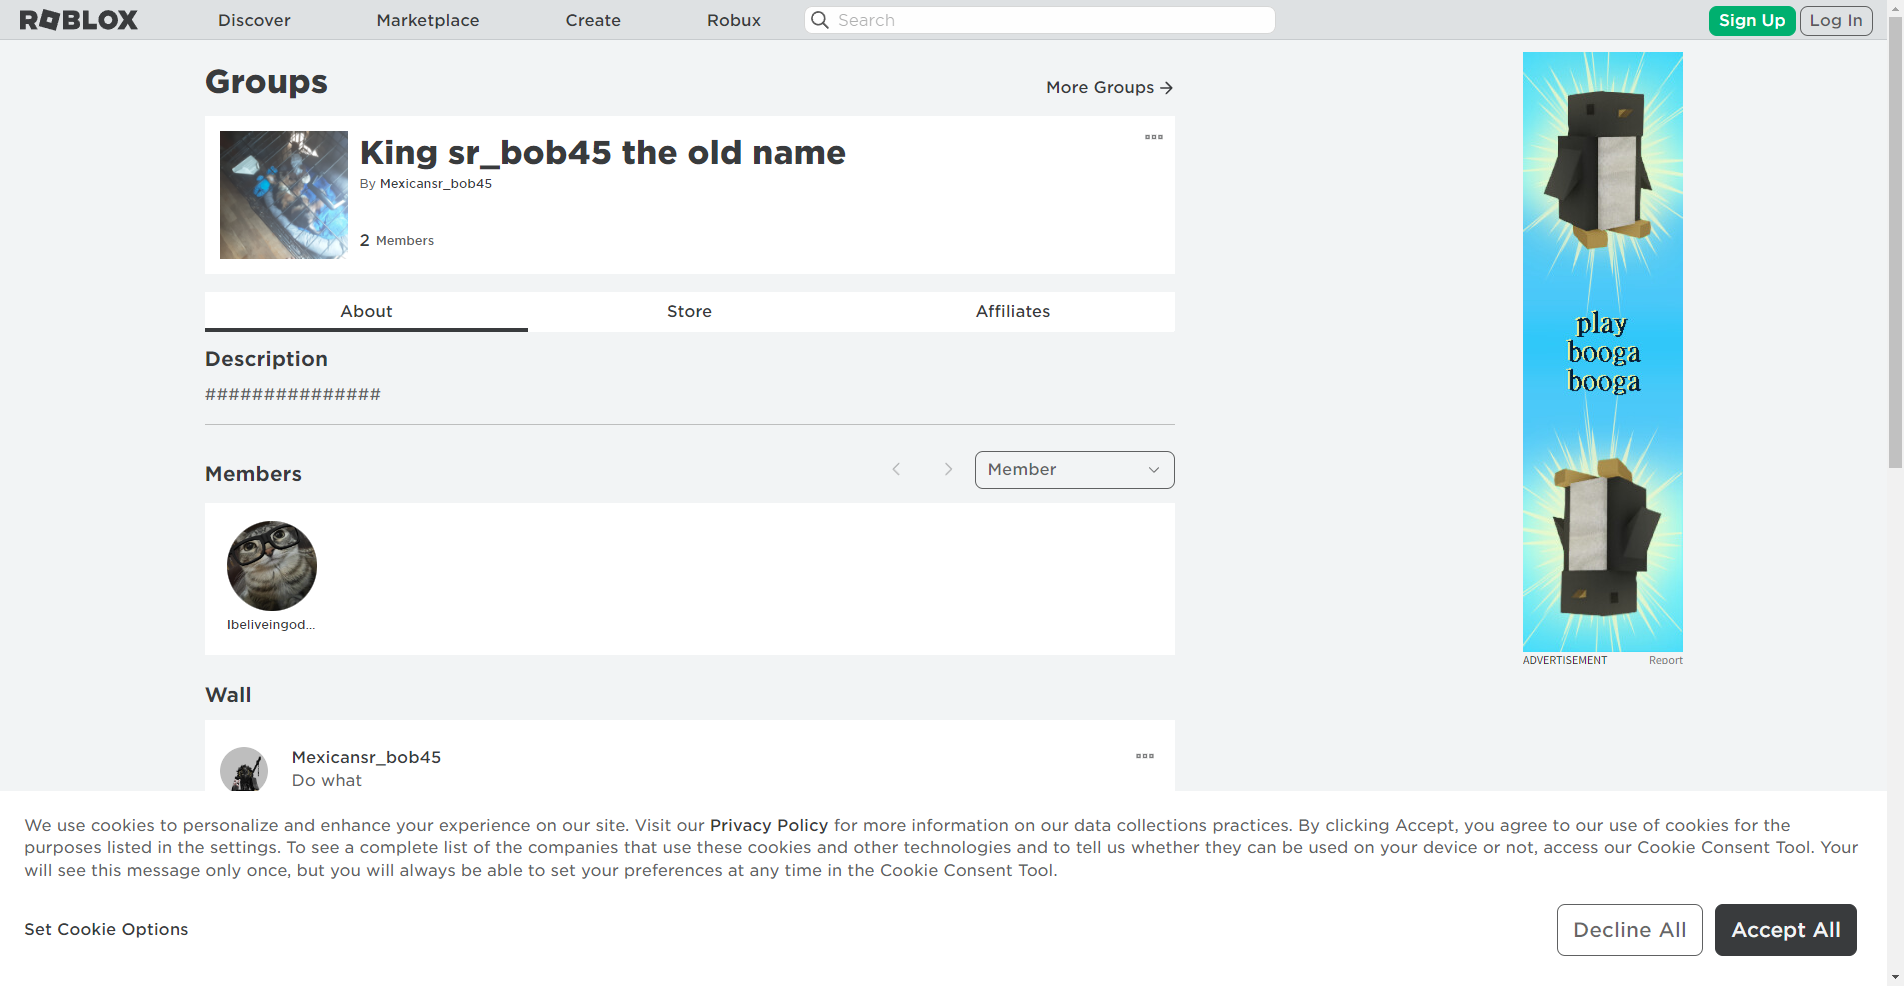 ROBLOX
Discover
Marketplace
Create
Robux
Search
Sign Up
Log In
Groups
More Groups
King sr_bob45 the old name
By Mexicansr_bob45
2 Members
About
Store
Affiliates
Description
###############
Members
Member
Ibeliveingod...
Wall
Mexicansr_bob45
Do what
play
booga
booga
ADVERTISEMENT
Report
We use cookies to personalize and enhance your experience on our site. Visit our Privacy Policy for more information on our data collections practices. By clicking Accept, you agree to our use of cookies for the
purposes listed in the settings. To see a complete list of the companies that use these cookies and other technologies and to tell us whether they can be used on your device or not, access our Cookie Consent Tool. Your
will see this message only once, but you will always be able to set your preferences at any time in the Cookie Consent Tool.
Set Cookie Options
Decline All
Accept All